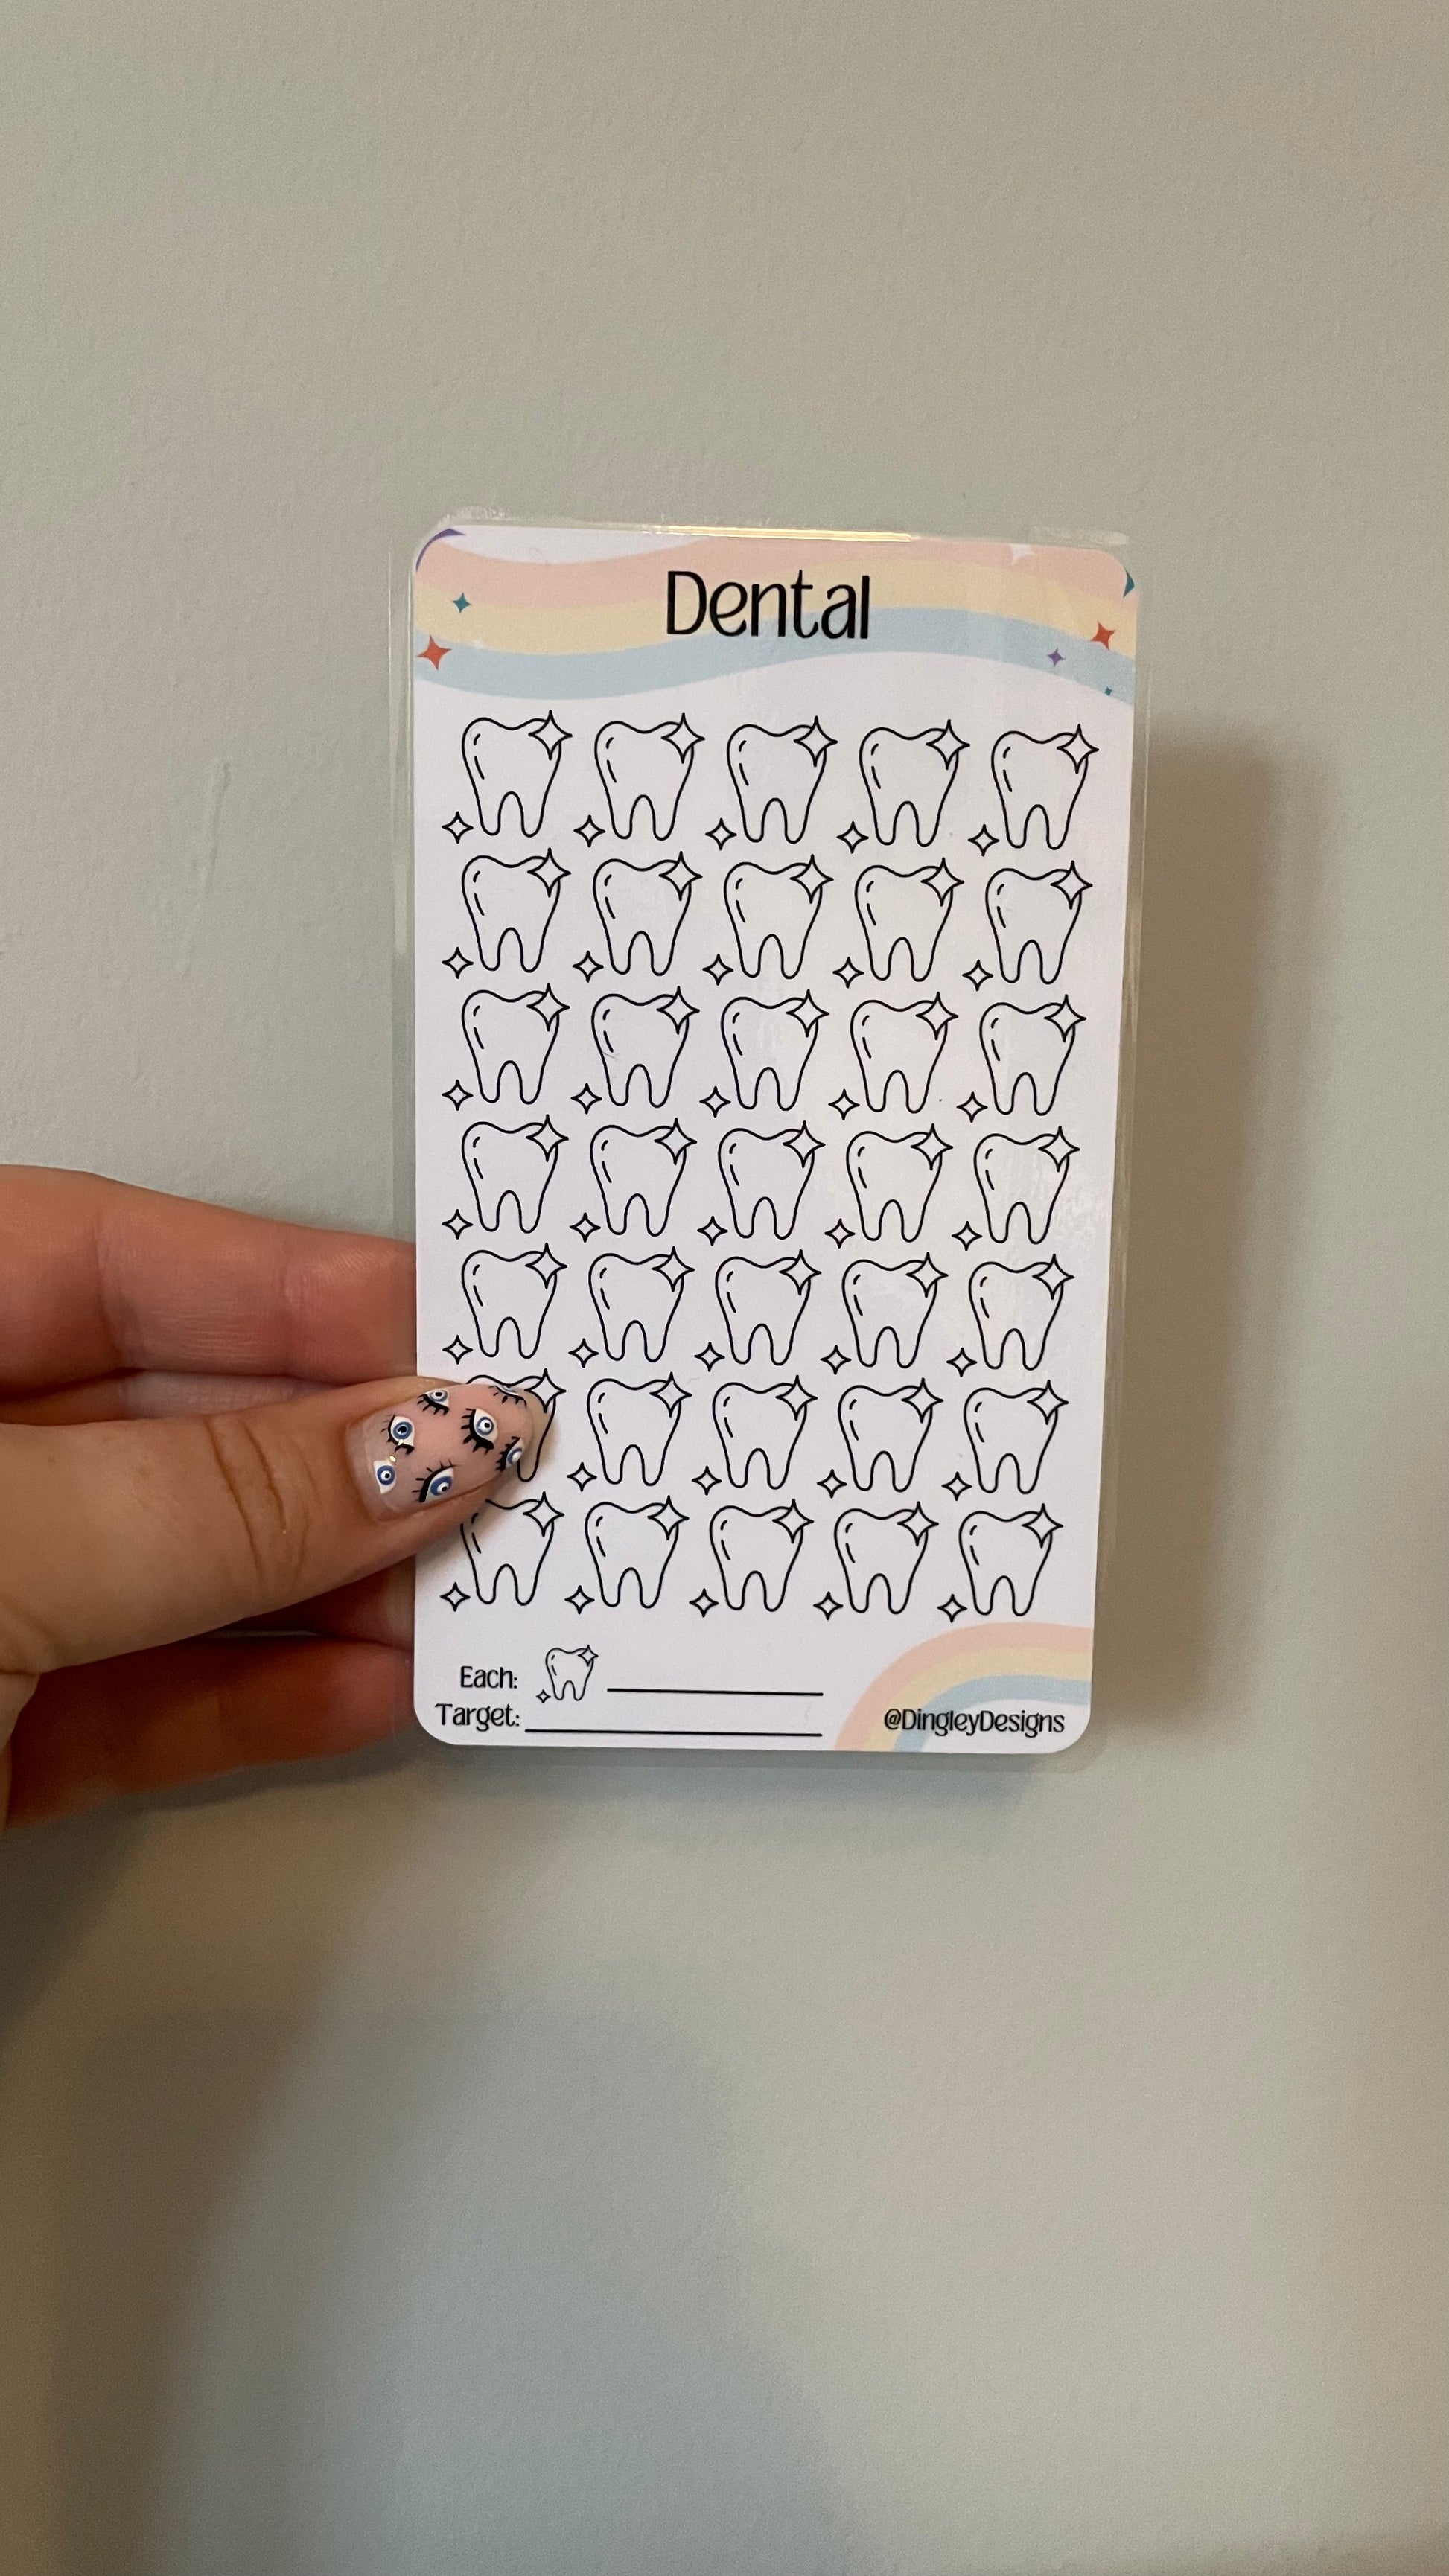 Dental
Each:
Target:
@DingleyDesigns